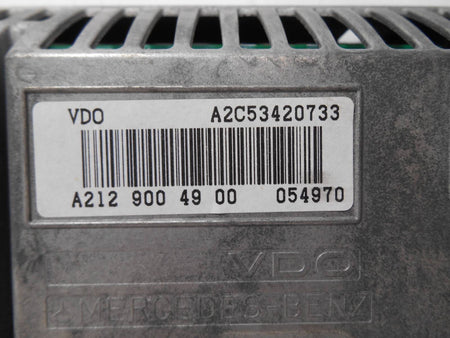 VDO A2C53420733
A212 900 49 00 054970
VDO
MERCEDES-BENZ